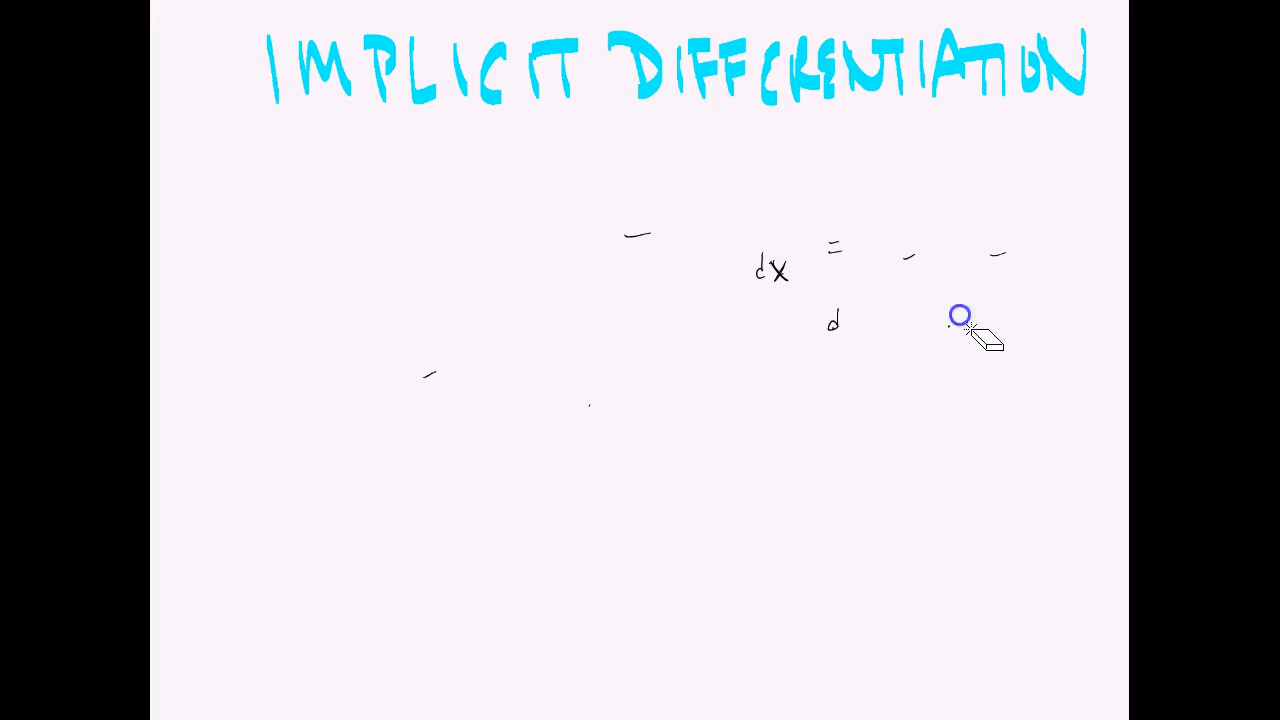 IMPLICIT DIFFERENTIATION
dx =
d